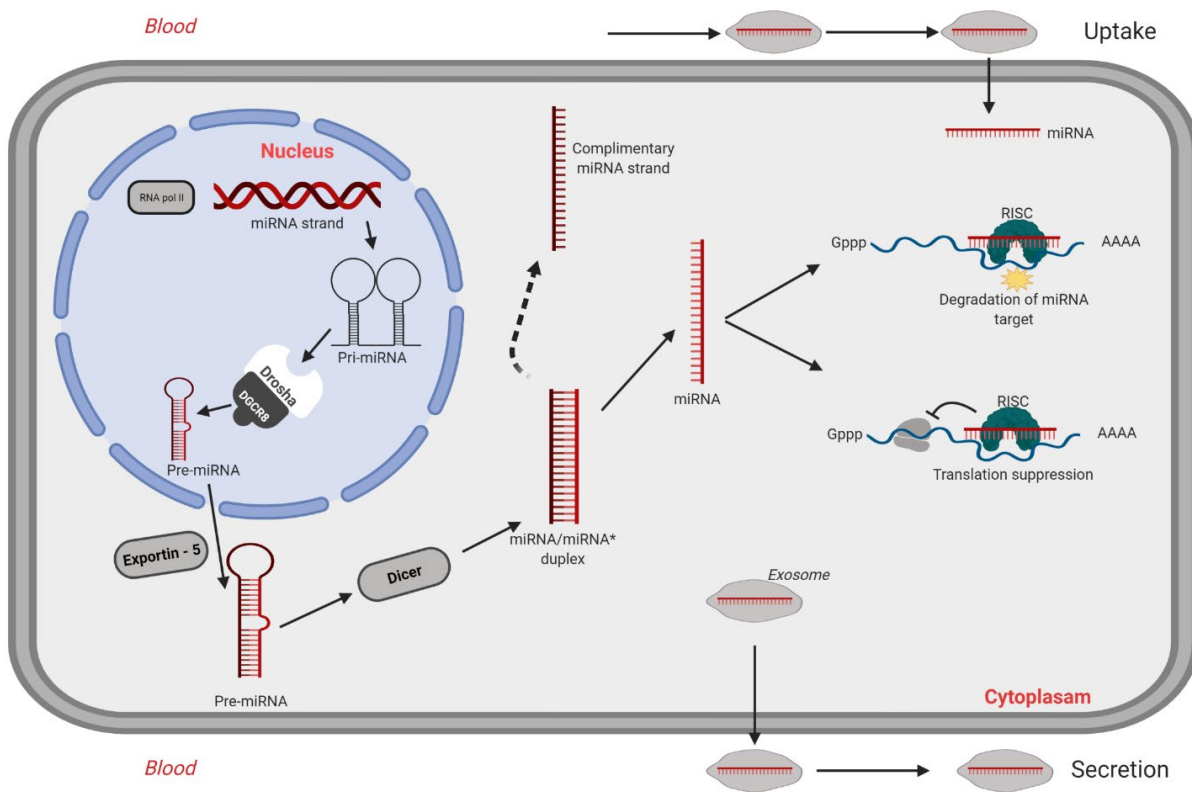 Blood
Uptake
Nucleus
RNA pol II
miRNA strand
Pri-miRNA
Drosha
DGCR8
Pre-miRNA
Exportin - 5
Pre-miRNA
Dicer
miRNA/miRNA*
duplex
Complimentary
miRNA strand
miRNA
miRNA
RISC
Gppp
AAAA
Degradation of miRNA
target
RISC
Gppp
AAAA
Translation suppression
Exosome
Cytoplasam
Blood
Secretion